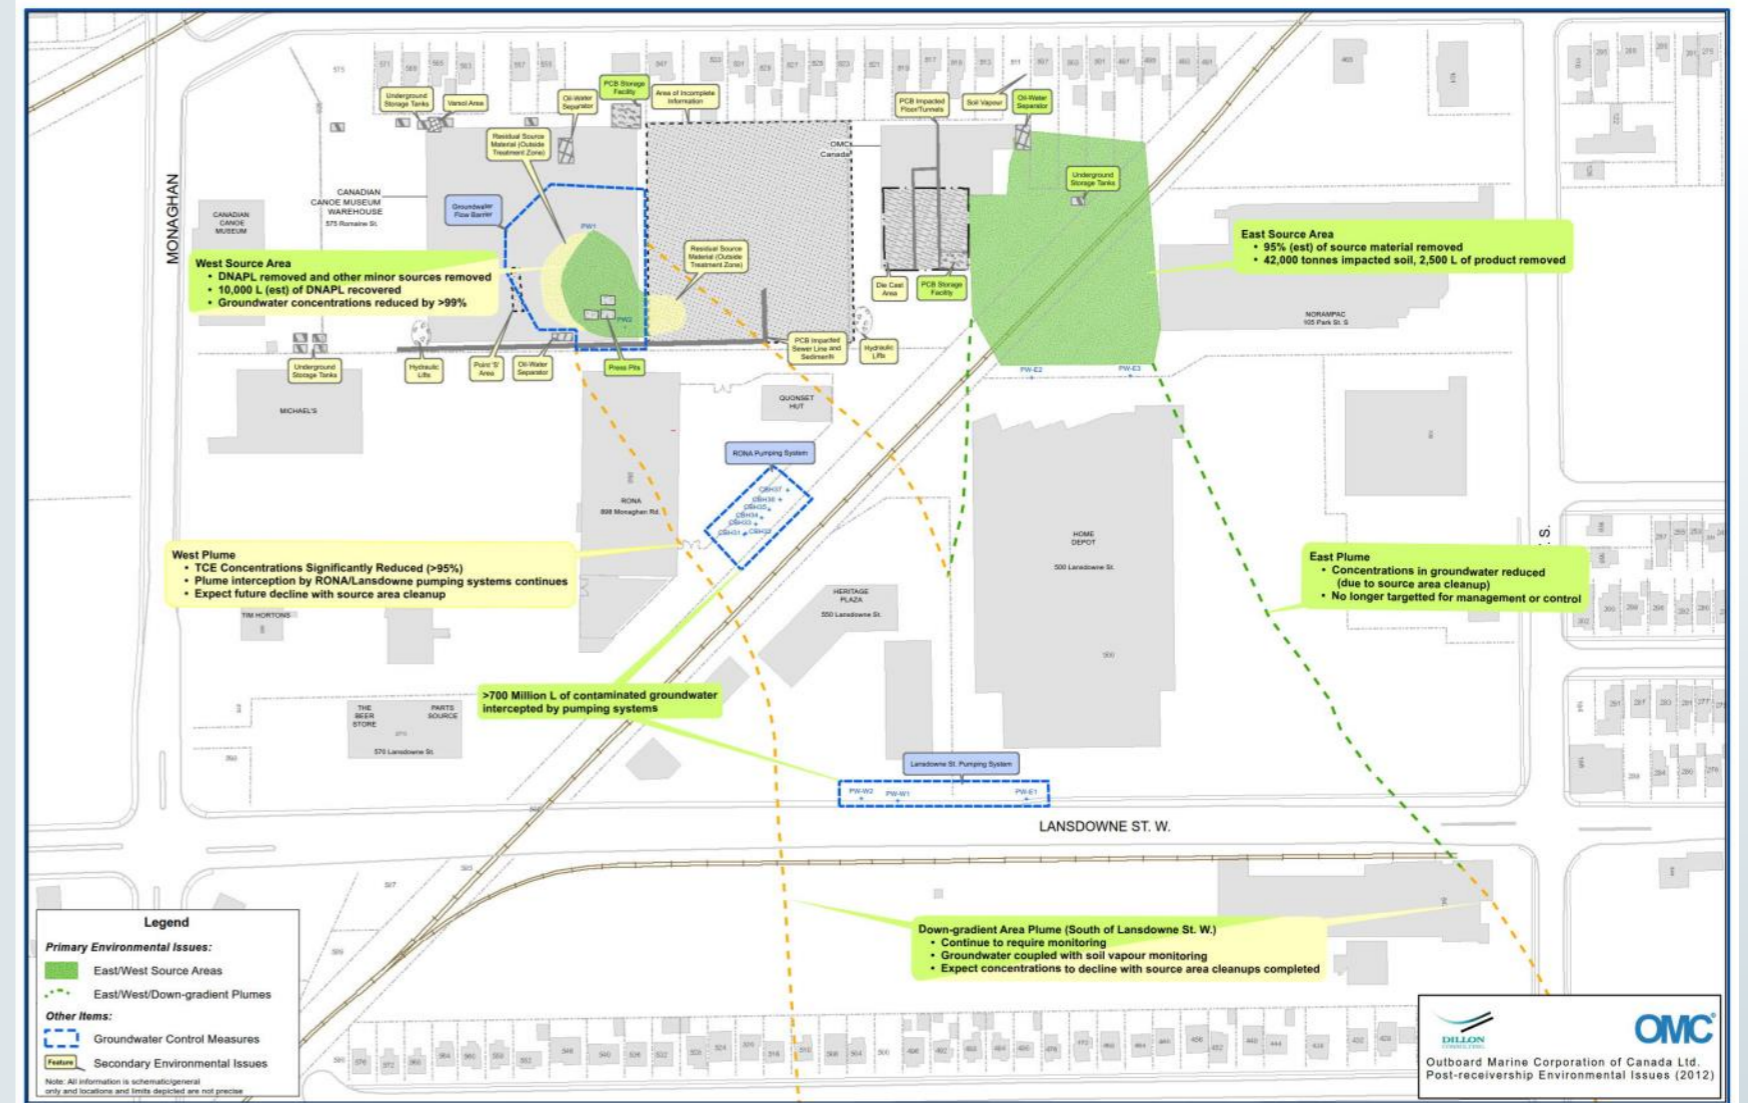 Underground
Storage Tanks
Varsol Area
Oil-Water
Separator
PCB Storage
Facility
Area of Incomplete
Information
PCB Impacted
Floor/Tunnels
Soil Vapour
Oil-Water
Separator
Residual Source
Material (Outside
Treatment Zone)
OMC
Canada
Underground
Storage Tanks
MONAGHAN
CANADIAN
CANOE MUSEUM
WAREHOUSE
575 Romaine St.
Groundwater
Flow Barrier
CANADIAN
CANOE
MUSEUM
PW1
West Source Area
• DNAPL removed and other minor sources removed
• 10,000 L (est) of DNAPL recovered
• Groundwater concentrations reduced by >99%
Residual Source
Material (Outside
Treatment Zone)
East Source Area
• 95% (est) of source material removed
• 42,000 tonnes impacted soil, 2,500 L of product removed
Die Cast
Area
PCB Storage
Facility
NORAMPAC
105 Park St. S
PW2
Underground
Storage Tanks
Hydraulic
Lifts
Point 'S'
Area
Oil-Water
Separator
Press Pits
PCB Impacted
Sewer Line and
Sediments
Hydraulic
Lifts
PW-E2
PW-E3
MICHAEL'S
QUONSET
HUT
RONA Pumping System
RONA
898 Monaghan Rd.
CBH37
CBH36
CBH35
CBH34
CBH33
CBH31
CBH32
HOME
DEPOT
500 Lansdowne St.
S.
West Plume
• TCE Concentrations Significantly Reduced (>95%)
• Plume interception by RONA/Lansdowne pumping systems continues
• Expect future decline with source area cleanup
East Plume
• Concentrations in groundwater reduced
(due to source area cleanup)
• No longer targetted for management or control
TIM HORTONS
HERITAGE
PLAZA
550 Lansdowne St.
500
>700 Million L of contaminated groundwater
intercepted by pumping systems
THE
BEER
STORE
PARTS
SOURCE
570 Lansdowne St.
Lansdowne St. Pumping System
PW-W2
PW-W1
PW-E1
LANSDOWNE ST. W.
Down-gradient Area Plume (South of Lansdowne St. W.)
• Continue to require monitoring
• Groundwater coupled with soil vapour monitoring
• Expect concentrations to decline with source area cleanups completed
Legend
Primary Environmental Issues:
East/West Source Areas
East/West/Down-gradient Plumes
Other Items:
Groundwater Control Measures
Feature
Secondary Environmental Issues
Note: All information is schematic/general
only and locations and limits depicted are not precise
DILLON
CONSULTING
OMC®
Outboard Marine Corporation of Canada Ltd.
Post-receivership Environmental Issues (2012)